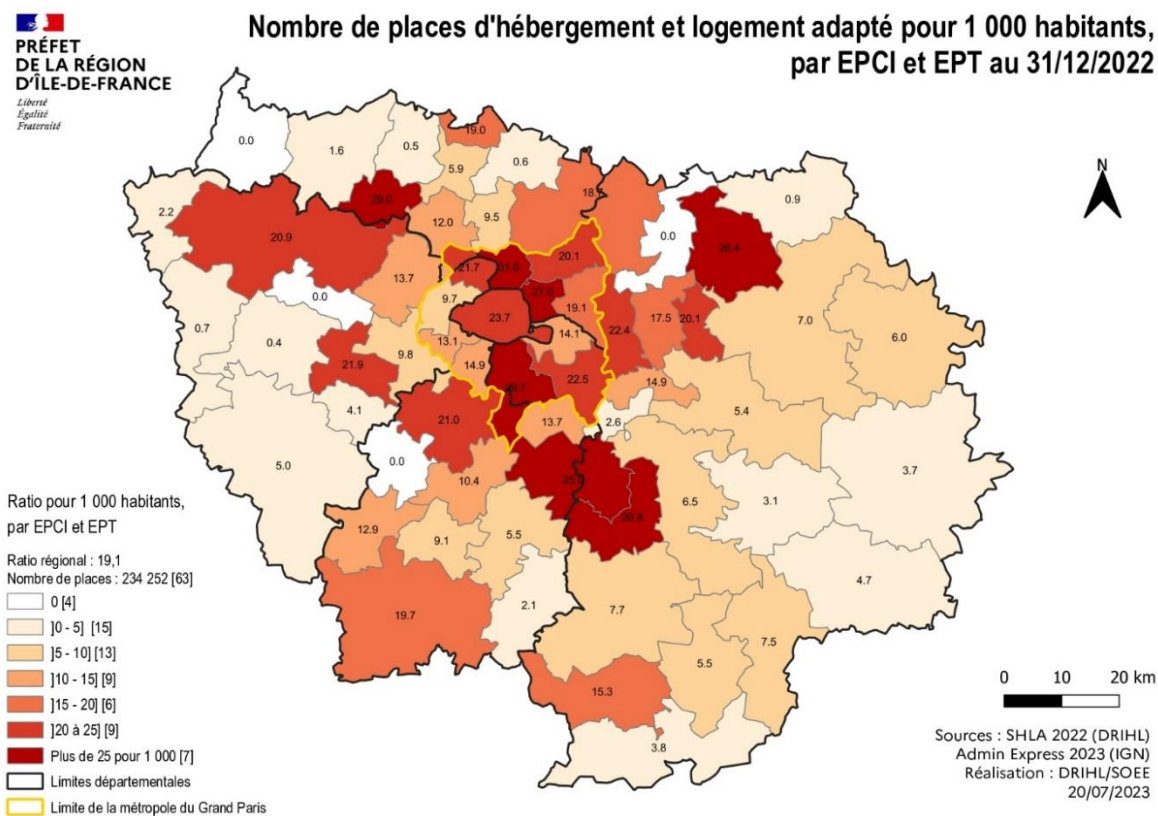 PRÉFET
DE LA RÉGION
D'ÎLE-DE-FRANCE
Liberté
Égalité
Fraternité
Nombre de places d'hébergement et logement adapté pour 1 000 habitants,
par EPCI et EPT au 31/12/2022
N
0.0
1.6
0.5
19.0
5.9
0.6
18.
0.9
2.2
29.0
12.0
9.5
0.0
26.4
20.9
13.7
21.7
31.6
20.1
27.0
19.1
9.7
23.7
0.0
7.0
6.0
0.7
0.4
9.8
13.1
14.9
14.1
22.4
17.5
20.1
21.9
22.5
14.9
4.1
21.0
13.7
2.6
5.4
5.0
0.0
10.4
6.5
3.1
3.7
12.9
9.1
5.5
26.8
4.7
19.7
2.1
7.7
7.5
5.5
15.3
3.8
Ratio pour 1 000 habitants,
par EPCI et EPT
Ratio régional : 19,1
Nombre de places : 234 252 [63]
0 [4]
]0 - 5] [15]
]5 - 10] [13]
]10 - 15] [9]
]15 - 20] [6]
]20 à 25] [9]
Plus de 25 pour 1 000 [7]
Limites départementales
Limite de la métropole du Grand Paris
0 10 20 km
Sources : SHLA 2022 (DRIHL)
Admin Express 2023 (IGN)
Réalisation : DRIHL/SOEE
20/07/2023